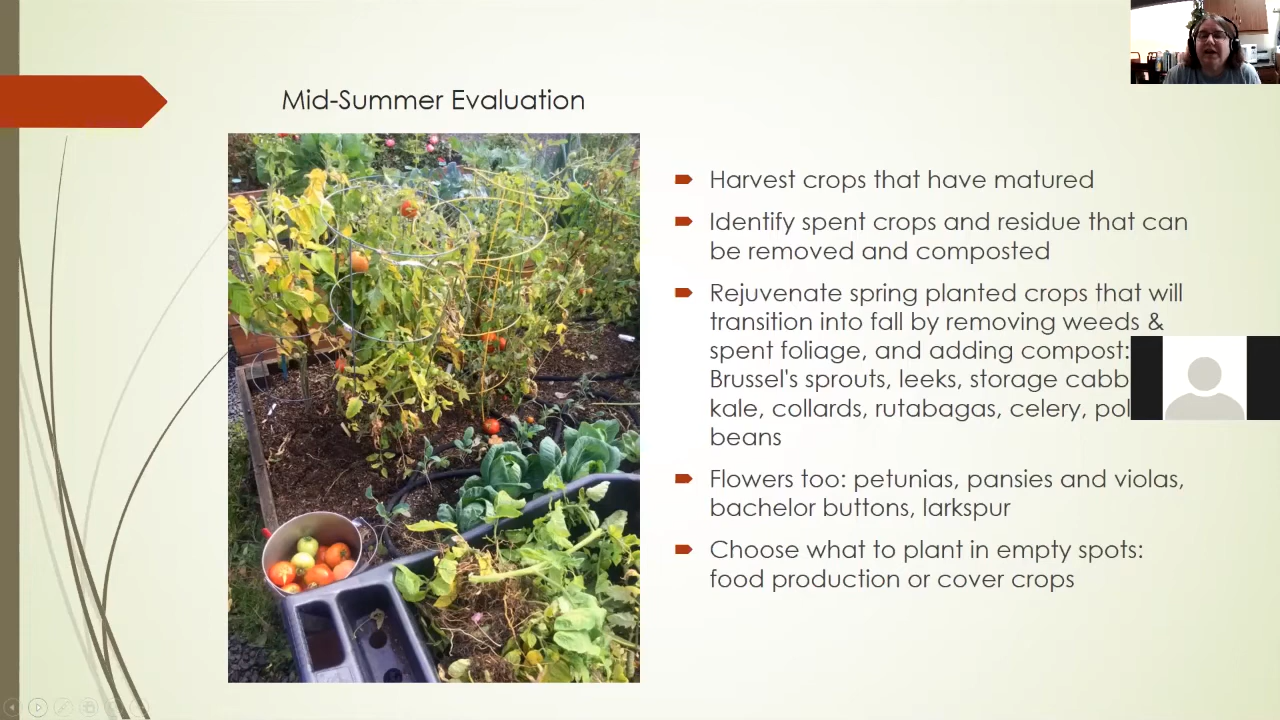 Mid-Summer Evaluation
Harvest crops that have matured
Identify spent crops and residue that can
be removed and composted
Rejuvenate spring planted crops that will
transition into fall by removing weeds &
spent foliage, and adding compost:
Brussel's sprouts, leeks, storage
kale, collards, rutabagas, celery,
beans
Flowers too: petunias, pansies and violas,
bachelor buttons, larkspur
Choose what to plant in empty spots:
food production or cover crops